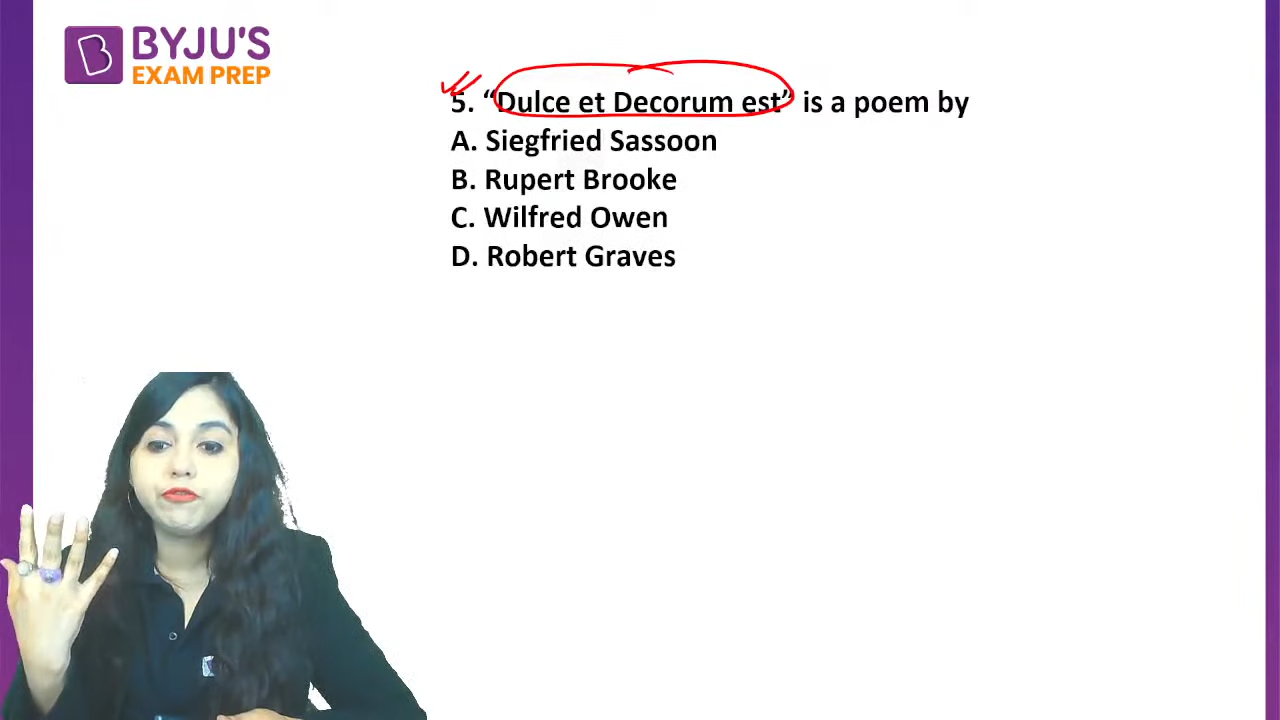 BYJU'S
EXAM PREP
5. “Dulce et Decorum est” is a poem by
A. Siegfried Sassoon
B. Rupert Brooke
C. Wilfred Owen
D. Robert Graves